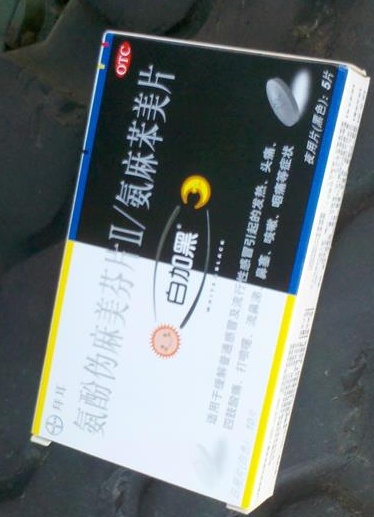 OTC
氨酚伪麻美芬片II/氨麻苯美片
白加黑®
WHITE BLACK
适用于缓解普通感冒及流行性感冒引起的发热、头痛、
四肢酸痛、打喷嚏、流鼻涕、鼻塞、咳嗽、咽痛等症状
夜用片(黑色): 5片
拜耳